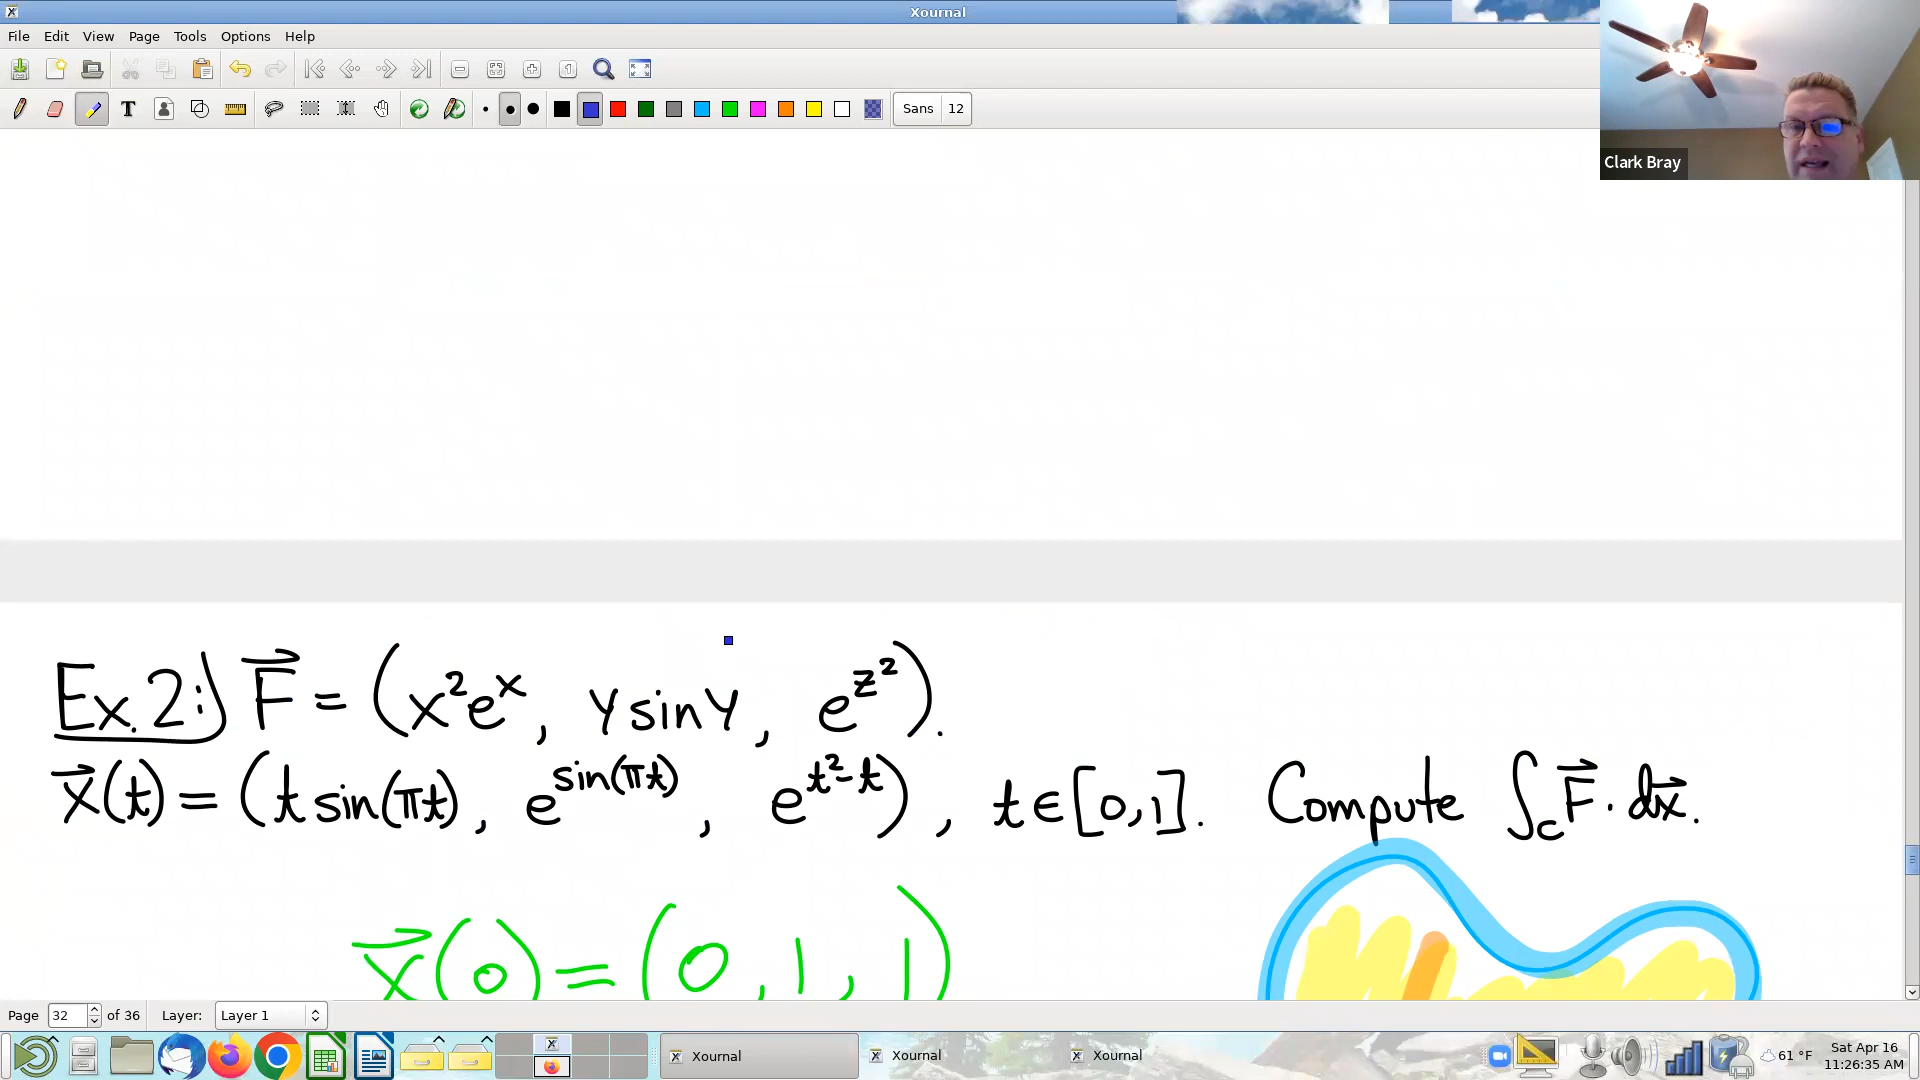 Xournal
File Edit View Page Tools Options Help
Sans 12
Clark Bray
Ex. 2:) F⃗ = (x²eˣ, y sin y, e^{z²}).
x⃗(t) = (t sin(πt), e^{sin(πt)}, e^{t²-t}), t ∈ [0,1]. Compute ∫_C F⃗ · dx⃗.
x⃗(0) = (0, 1, 1)
Page 32 of 36 Layer: Layer 1
Xournal Xournal Xournal
61 °F
Sat Apr 16
11:26:35 AM